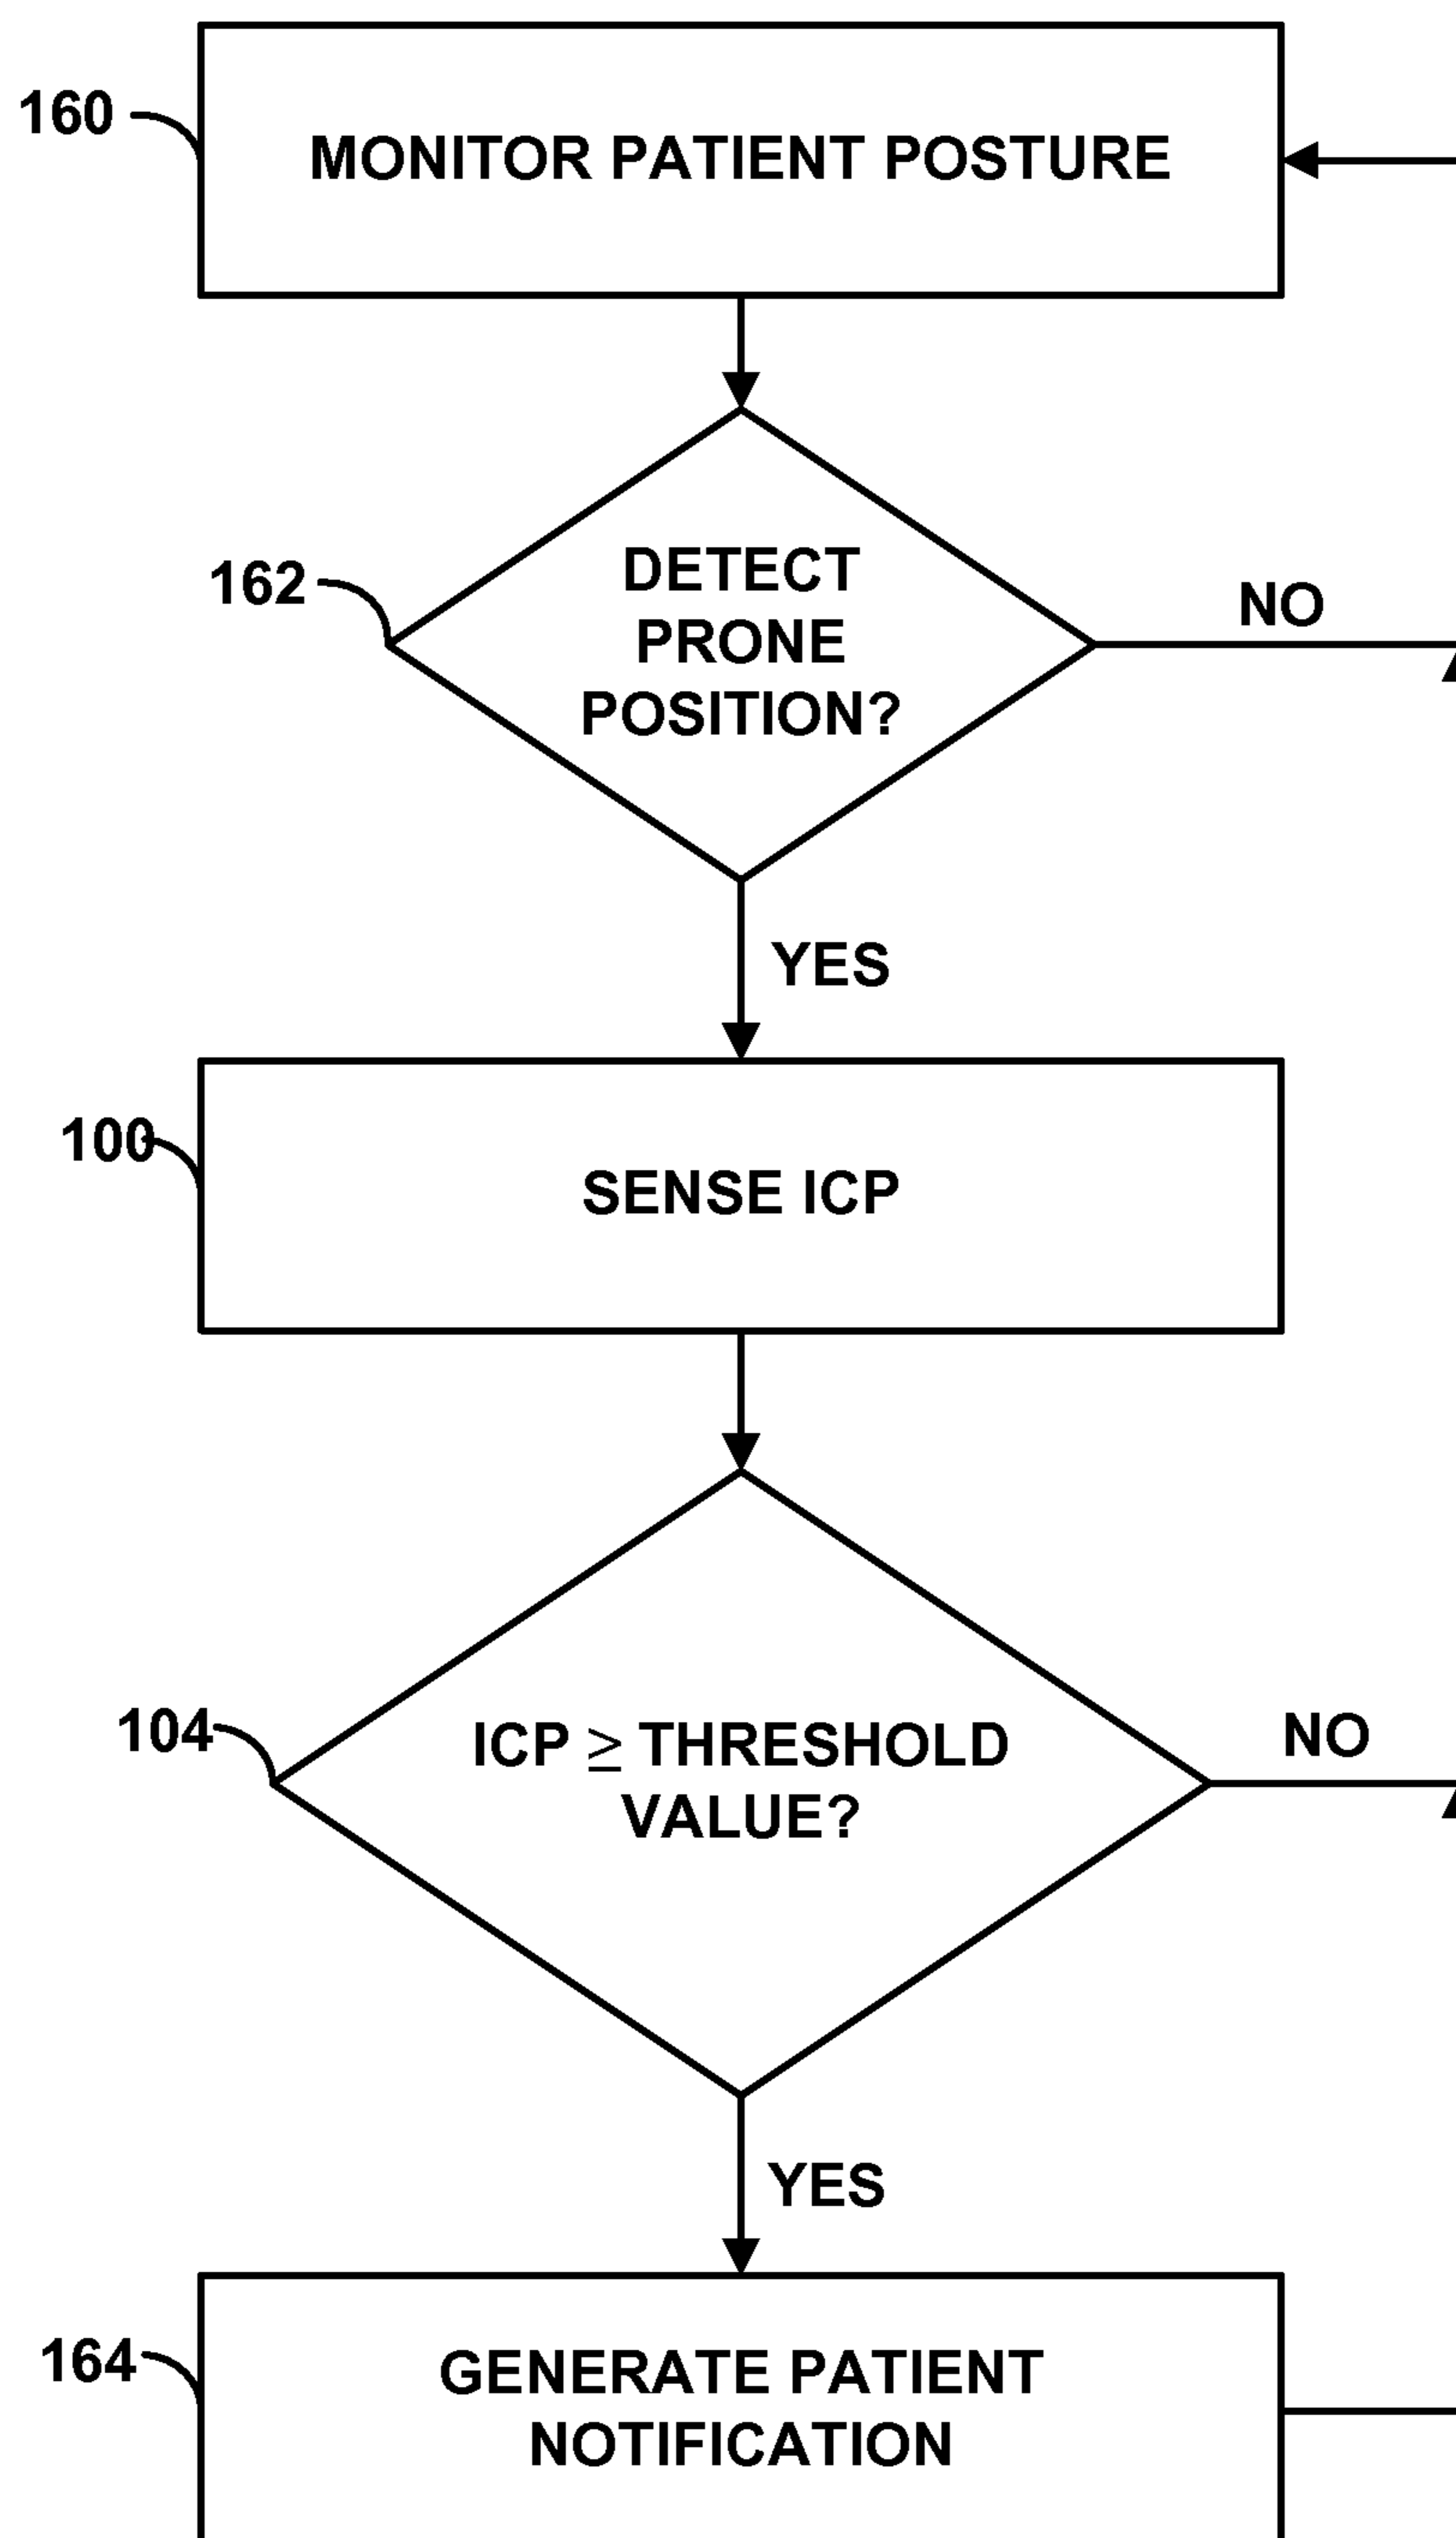 160
MONITOR PATIENT POSTURE
162
DETECT
PRONE
POSITION?
NO
YES
100
SENSE ICP
104
ICP ≥ THRESHOLD
VALUE?
NO
YES
164
GENERATE PATIENT
NOTIFICATION